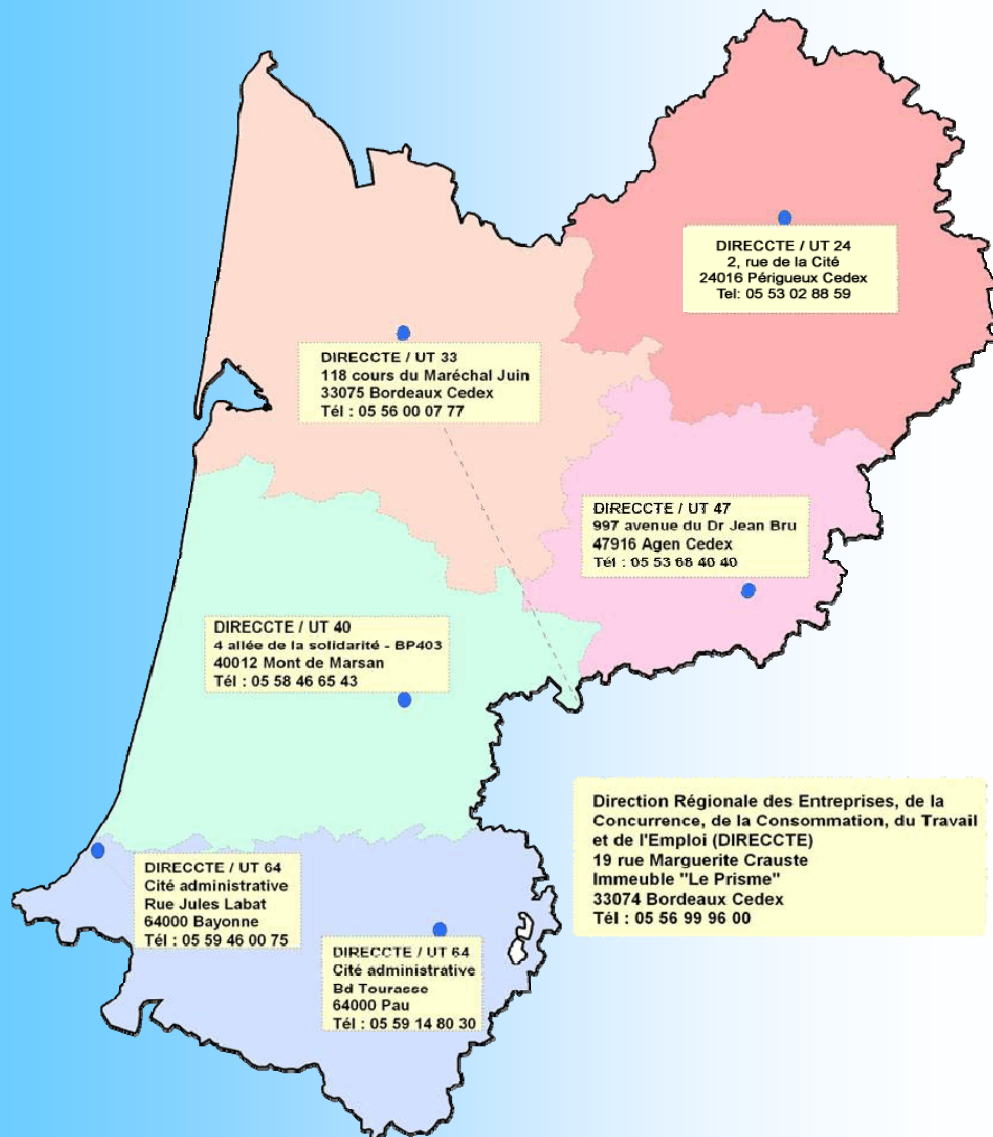 DIRECCTE / UT 24
2, rue de la Cité
24016 Périgueux Cedex
Tel: 05 53 02 88 59
DIRECCTE / UT 33
118 cours du Maréchal Juin
33075 Bordeaux Cedex
Tél : 05 56 00 07 77
DIRECCTE / UT 47
997 avenue du Dr Jean Bru
47916 Agen Cedex
Tél : 05 53 68 40 40
DIRECCTE / UT 40
4 allée de la solidarité - BP403
40012 Mont de Marsan
Tél : 05 58 46 65 43
Direction Régionale des Entreprises, de la
Concurrence, de la Consommation, du Travail
et de l'Emploi (DIRECCTE)
19 rue Marguerite Crauste
Immeuble "Le Prisme"
33074 Bordeaux Cedex
Tél : 05 56 99 96 00
DIRECCTE / UT 64
Cité administrative
Rue Jules Labat
64000 Bayonne
Tél : 05 59 46 00 75
DIRECCTE / UT 64
Cité administrative
Bd Tourasse
64000 Pau
Tél : 05 59 14 80 30